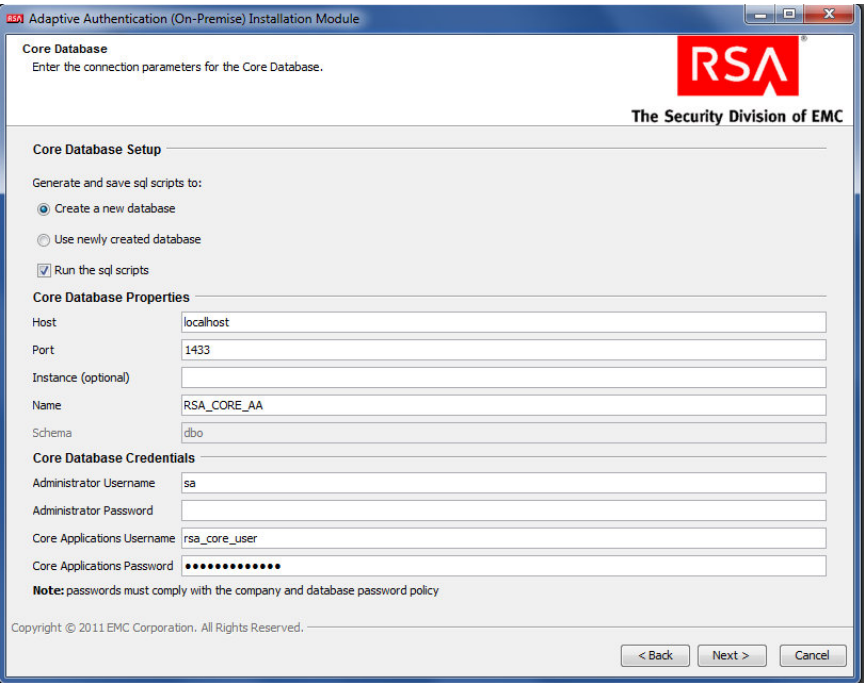 RSA Adaptive Authentication (On-Premise) Installation Module
Core Database
Enter the connection parameters for the Core Database.
RSA®
The Security Division of EMC
Core Database Setup
Generate and save sql scripts to:
Create a new database
Use newly created database
Run the sql scripts
Core Database Properties
Host localhost
Port 1433
Instance (optional)
Name RSA_CORE_AA
Schema dbo
Core Database Credentials
Administrator Username sa
Administrator Password
Core Applications Username rsa_core_user
Core Applications Password •••••••••••••
Note: passwords must comply with the company and database password policy
Copyright © 2011 EMC Corporation. All Rights Reserved.
< Back Next > Cancel